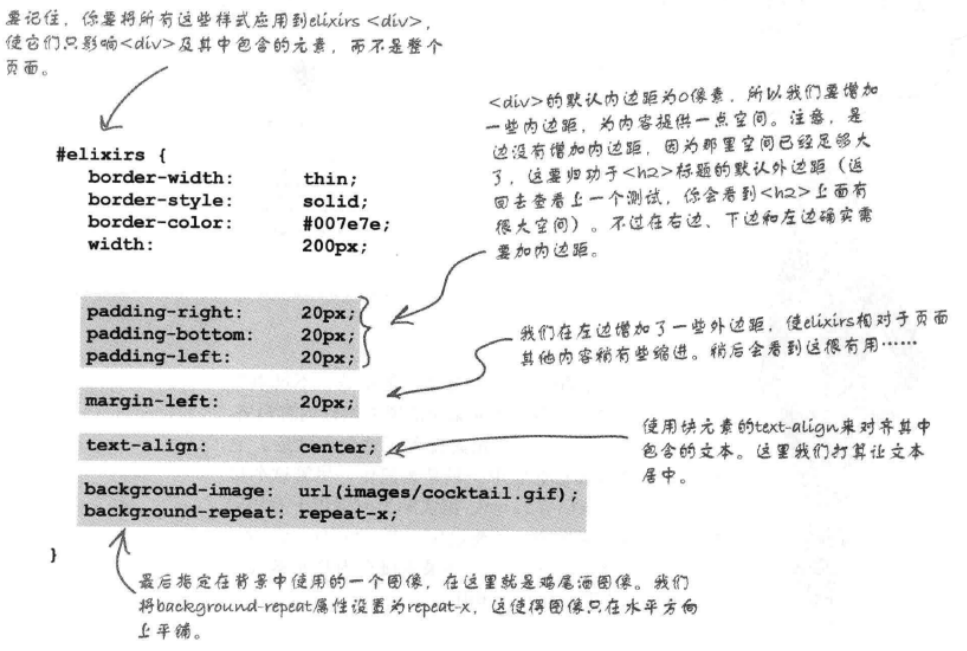 要记住，你要将所有这些样式应用到elixirs <div>，
使它们只影响<div>及其中包含的元素，而不是整个
页面。
<div>的默认内边距为0像素，所以我们要增加
一些内边距，为内容提供一点空间。注意，是
边没有增加内边距，因为那里空间已经足够大
了，这要归功于<h2>标题的默认外边距（返
回去查看上一个测试，你会看到<h2>上面有
很大空间）。不过在右边、下边和左边确实需
要加内边距。
#elixirs {
border-width: thin;
border-style: solid;
border-color: #007e7e;
width: 200px;
padding-right: 20px;
padding-bottom: 20px;
padding-left: 20px;
我们在左边增加了一些外边距，使elixirs相对于页面
其他内容稍有些缩进。稍后会看到这很有用……
margin-left: 20px;
text-align: center;
使用块元素的text-align来对齐其中
包含的文本。这里我们打算让文本
居中。
background-image: url(images/cocktail.gif);
background-repeat: repeat-x;
}
最后指定在背景中使用的一个图像，在这里就是鸡尾酒图像。我们
将background-repeat属性设置为repeat-x，这使得图像只在水平方向
上平铺。